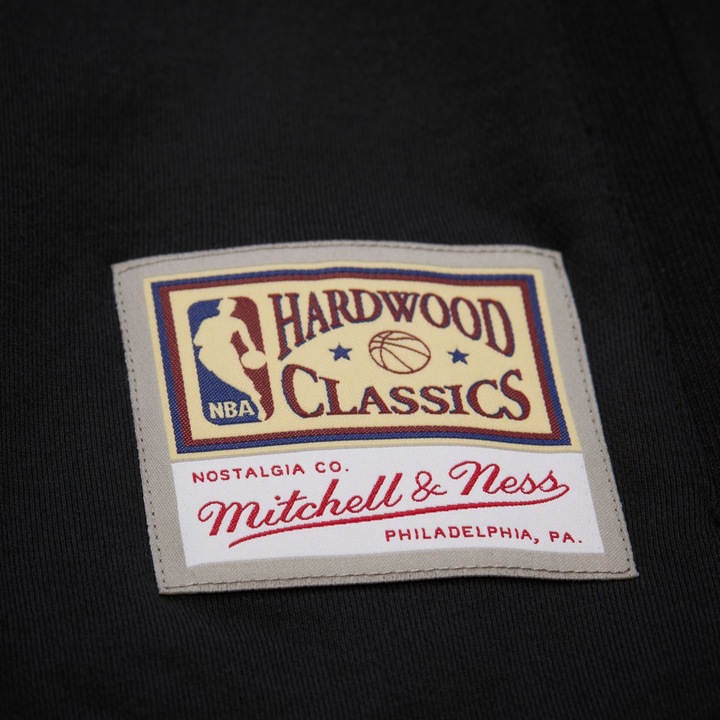 HARDWOOD
CLASSICS
NBA
NOSTALGIA CO.
Mitchell & Ness
PHILADELPHIA, PA.